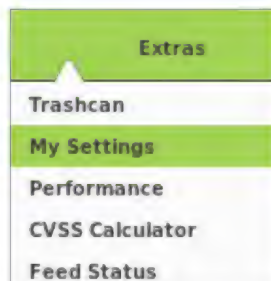 Extras
Trashcan
My Settings
Performance
CVSS Calculator
Feed Status